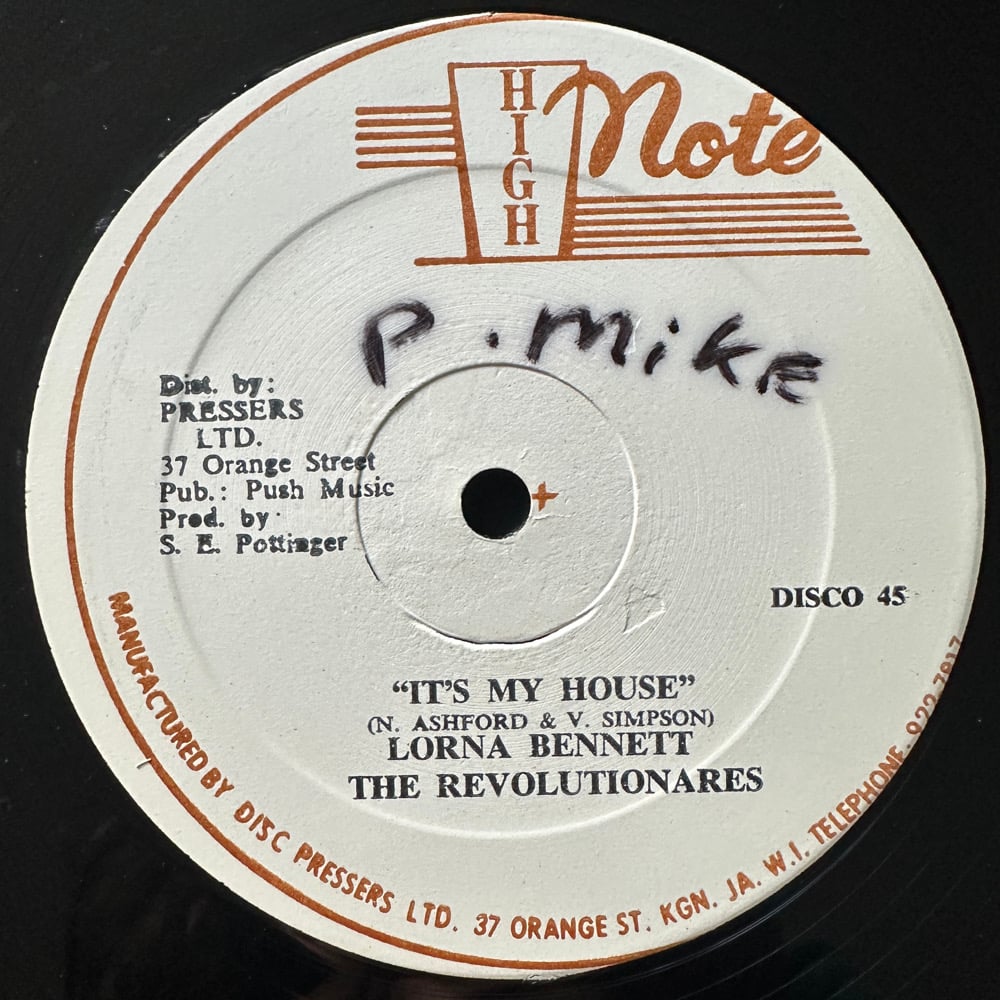 HIGH Note
P. MIKE
Dist. by:
PRESSERS
LTD.
37 Orange Street
Pub.: Push Music
Prod. by
S. E. Pottinger
DISCO 45
“IT'S MY HOUSE”
(N. ASHFORD & V. SIMPSON)
LORNA BENNETT
THE REVOLUTIONARES
MANUFACTURED BY DISC PRESSERS LTD. 37 ORANGE ST. KGN. JA. W.I. TELEPHONE. 922-7817